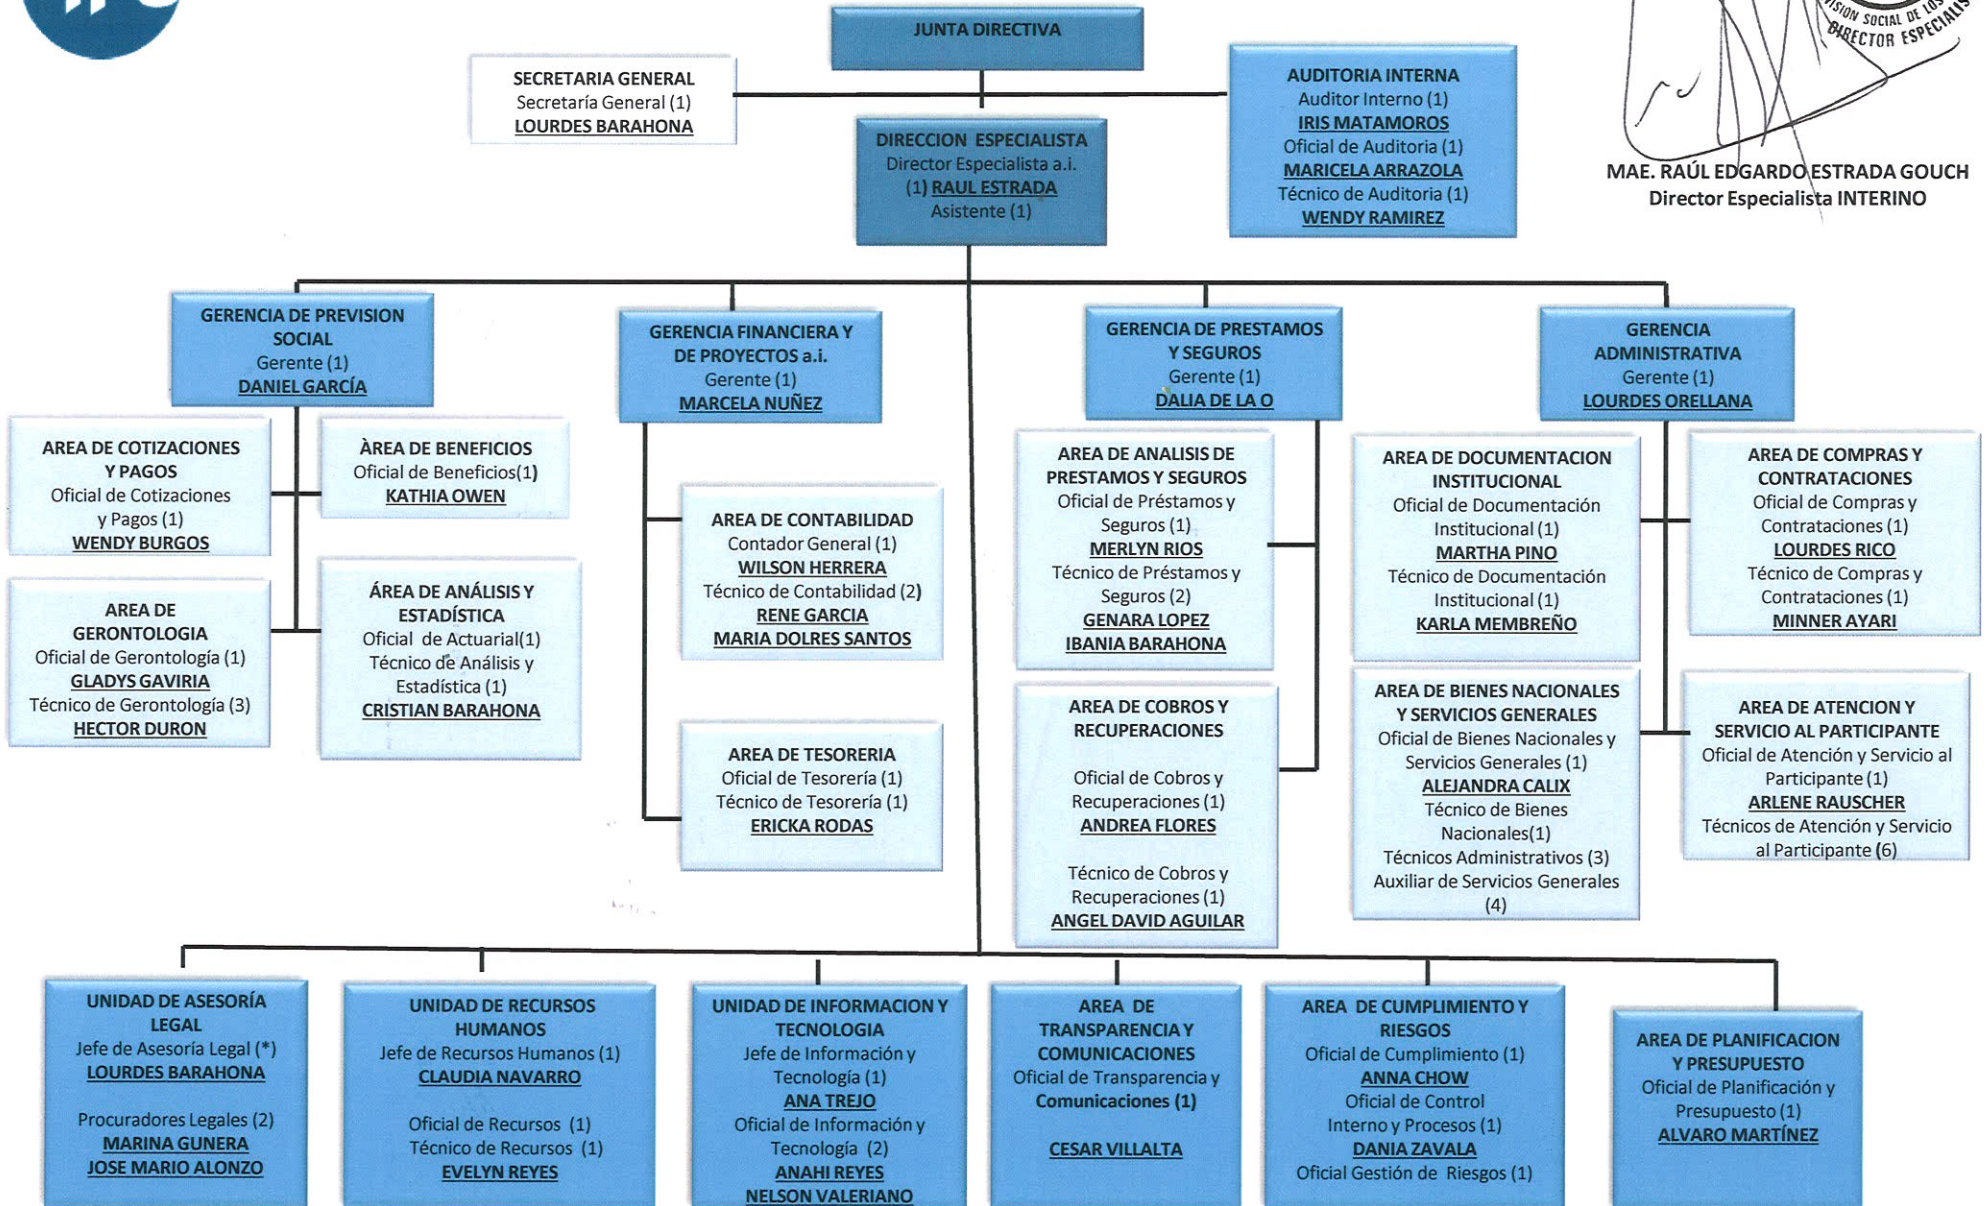 JUNTA DIRECTIVA
SECRETARIA GENERAL
Secretaría General (1)
LOURDES BARAHONA
AUDITORIA INTERNA
Auditor Interno (1)
IRIS MATAMOROS
Oficial de Auditoria (1)
MARICELA ARRAZOLA
Técnico de Auditoria (1)
WENDY RAMIREZ
DIRECCION ESPECIALISTA
Director Especialista a.i.
(1) RAUL ESTRADA
Asistente (1)
VISION SOCIAL DE LOS
DIRECTOR ESPECIALIS
MAE. RAÚL EDGARDO ESTRADA GOUCH
Director Especialista INTERINO
GERENCIA DE PREVISION
SOCIAL
Gerente (1)
DANIEL GARCÍA
GERENCIA FINANCIERA Y
DE PROYECTOS a.i.
Gerente (1)
MARCELA NUÑEZ
GERENCIA DE PRESTAMOS
Y SEGUROS
Gerente (1)
DALIA DE LA O
GERENCIA
ADMINISTRATIVA
Gerente (1)
LOURDES ORELLANA
AREA DE COTIZACIONES
Y PAGOS
Oficial de Cotizaciones
y Pagos (1)
WENDY BURGOS
ÀREA DE BENEFICIOS
Oficial de Beneficios(1)
KATHIA OWEN
AREA DE
GERONTOLOGIA
Oficial de Gerontología (1)
GLADYS GAVIRIA
Técnico de Gerontología (3)
HECTOR DURON
ÁREA DE ANÁLISIS Y
ESTADÍSTICA
Oficial de Actuarial(1)
Técnico de Análisis y
Estadística (1)
CRISTIAN BARAHONA
AREA DE CONTABILIDAD
Contador General (1)
WILSON HERRERA
Técnico de Contabilidad (2)
RENE GARCIA
MARIA DOLRES SANTOS
AREA DE TESORERIA
Oficial de Tesorería (1)
Técnico de Tesorería (1)
ERICKA RODAS
AREA DE ANALISIS DE
PRESTAMOS Y SEGUROS
Oficial de Préstamos y
Seguros (1)
MERLYN RIOS
Técnico de Préstamos y
Seguros (2)
GENARA LOPEZ
IBANIA BARAHONA
AREA DE COBROS Y
RECUPERACIONES
Oficial de Cobros y
Recuperaciones (1)
ANDREA FLORES
Técnico de Cobros y
Recuperaciones (1)
ANGEL DAVID AGUILAR
AREA DE DOCUMENTACION
INSTITUCIONAL
Oficial de Documentación
Institucional (1)
MARTHA PINO
Técnico de Documentación
Institucional (1)
KARLA MEMBREÑO
AREA DE COMPRAS Y
CONTRATACIONES
Oficial de Compras y
Contrataciones (1)
LOURDES RICO
Técnico de Compras y
Contrataciones (1)
MINNER AYARI
AREA DE BIENES NACIONALES
Y SERVICIOS GENERALES
Oficial de Bienes Nacionales y
Servicios Generales (1)
ALEJANDRA CALIX
Técnico de Bienes
Nacionales(1)
Técnicos Administrativos (3)
Auxiliar de Servicios Generales
(4)
AREA DE ATENCION Y
SERVICIO AL PARTICIPANTE
Oficial de Atención y Servicio al
Participante (1)
ARLENE RAUSCHER
Técnicos de Atención y Servicio
al Participante (6)
UNIDAD DE ASESORÍA
LEGAL
Jefe de Asesoría Legal (*)
LOURDES BARAHONA
Procuradores Legales (2)
MARINA GUNERA
JOSE MARIO ALONZO
UNIDAD DE RECURSOS
HUMANOS
Jefe de Recursos Humanos (1)
CLAUDIA NAVARRO
Oficial de Recursos (1)
Técnico de Recursos (1)
EVELYN REYES
UNIDAD DE INFORMACION Y
TECNOLOGIA
Jefe de Información y
Tecnología (1)
ANA TREJO
Oficial de Información y
Tecnología (2)
ANAHI REYES
NELSON VALERIANO
AREA DE
TRANSPARENCIA Y
COMUNICACIONES
Oficial de Transparencia y
Comunicaciones (1)
CESAR VILLALTA
AREA DE CUMPLIMIENTO Y
RIESGOS
Oficial de Cumplimiento (1)
ANNA CHOW
Oficial de Control
Interno y Procesos (1)
DANIA ZAVALA
Oficial Gestión de Riesgos (1)
AREA DE PLANIFICACION
Y PRESUPUESTO
Oficial de Planificación y
Presupuesto (1)
ALVARO MARTÍNEZ